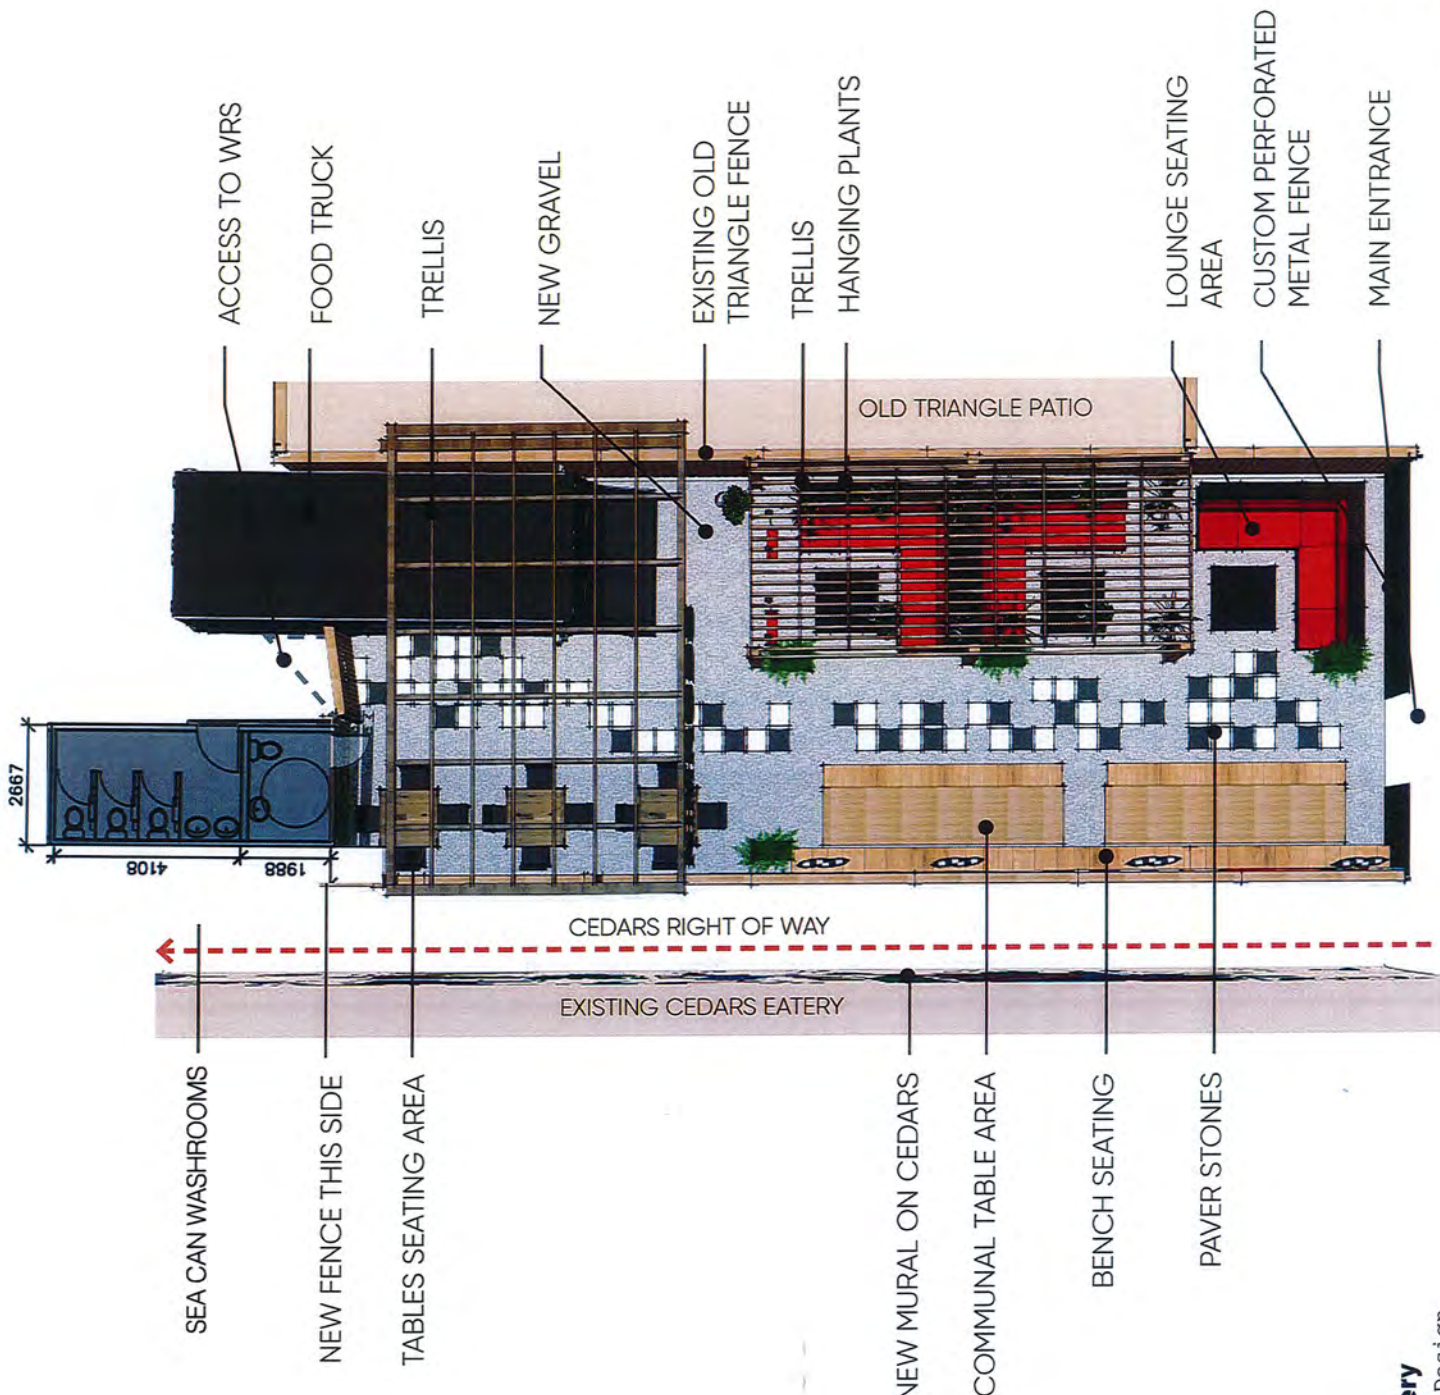 ACCESS TO WRS
FOOD TRUCK
TRELLIS
NEW GRAVEL
EXISTING OLD
TRIANGLE FENCE
TRELLIS
HANGING PLANTS
LOUNGE SEATING
AREA
CUSTOM PERFORATED
METAL FENCE
MAIN ENTRANCE
OLD TRIANGLE PATIO
2667
4108
1988
CEDARS RIGHT OF WAY
EXISTING CEDARS EATERY
SEA CAN WASHROOMS
NEW FENCE THIS SIDE
TABLES SEATING AREA
NEW MURAL ON CEDARS
COMMUNAL TABLE AREA
BENCH SEATING
PAVER STONES
ery
Design